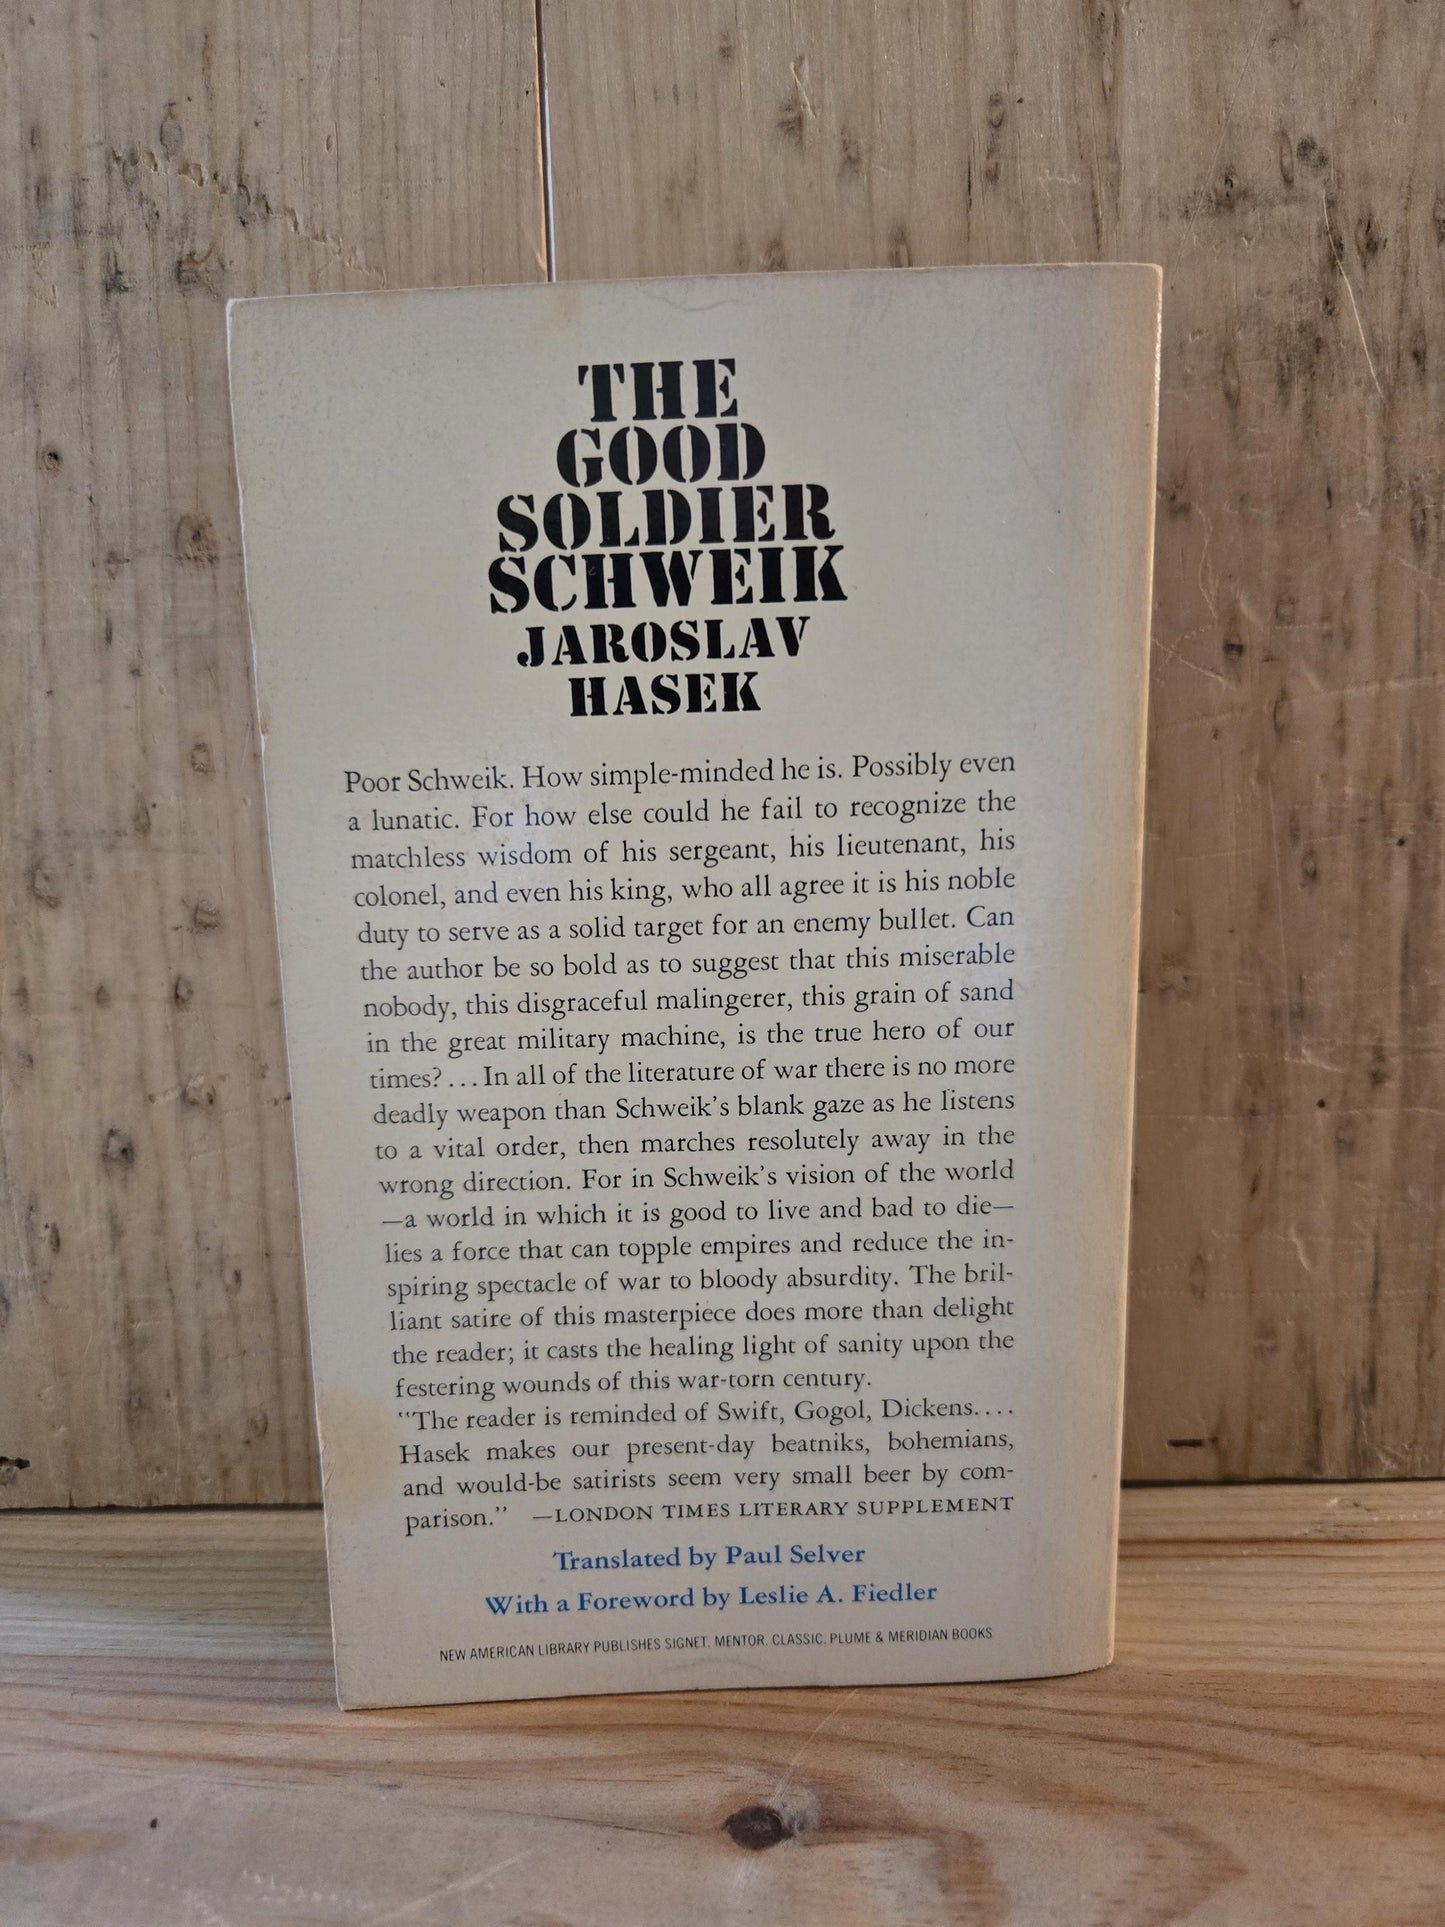 THE
GOOD
SOLDIER
SCHWEIK
JAROSLAV
HASEK
Poor Schweik. How simple-minded he is. Possibly even
a lunatic. For how else could he fail to recognize the
matchless wisdom of his sergeant, his lieutenant, his
colonel, and even his king, who all agree it is his noble
duty to serve as a solid target for an enemy bullet. Can
the author be so bold as to suggest that this miserable
nobody, this disgraceful malingerer, this grain of sand
in the great military machine, is the true hero of our
times? . . . In all of the literature of war there is no more
deadly weapon than Schweik's blank gaze as he listens
to a vital order, then marches resolutely away in the
wrong direction. For in Schweik's vision of the world
—a world in which it is good to live and bad to die—
lies a force that can topple empires and reduce the in-
spiring spectacle of war to bloody absurdity. The bril-
liant satire of this masterpiece does more than delight
the reader; it casts the healing light of sanity upon the
festering wounds of this war-torn century.
"The reader is reminded of Swift, Gogol, Dickens. . . .
Hasek makes our present-day beatniks, bohemians,
and would-be satirists seem very small beer by com-
parison." —LONDON TIMES LITERARY SUPPLEMENT
Translated by Paul Selver
With a Foreword by Leslie A. Fiedler
NEW AMERICAN LIBRARY PUBLISHES SIGNET, MENTOR, CLASSIC, PLUME & MERIDIAN BOOKS